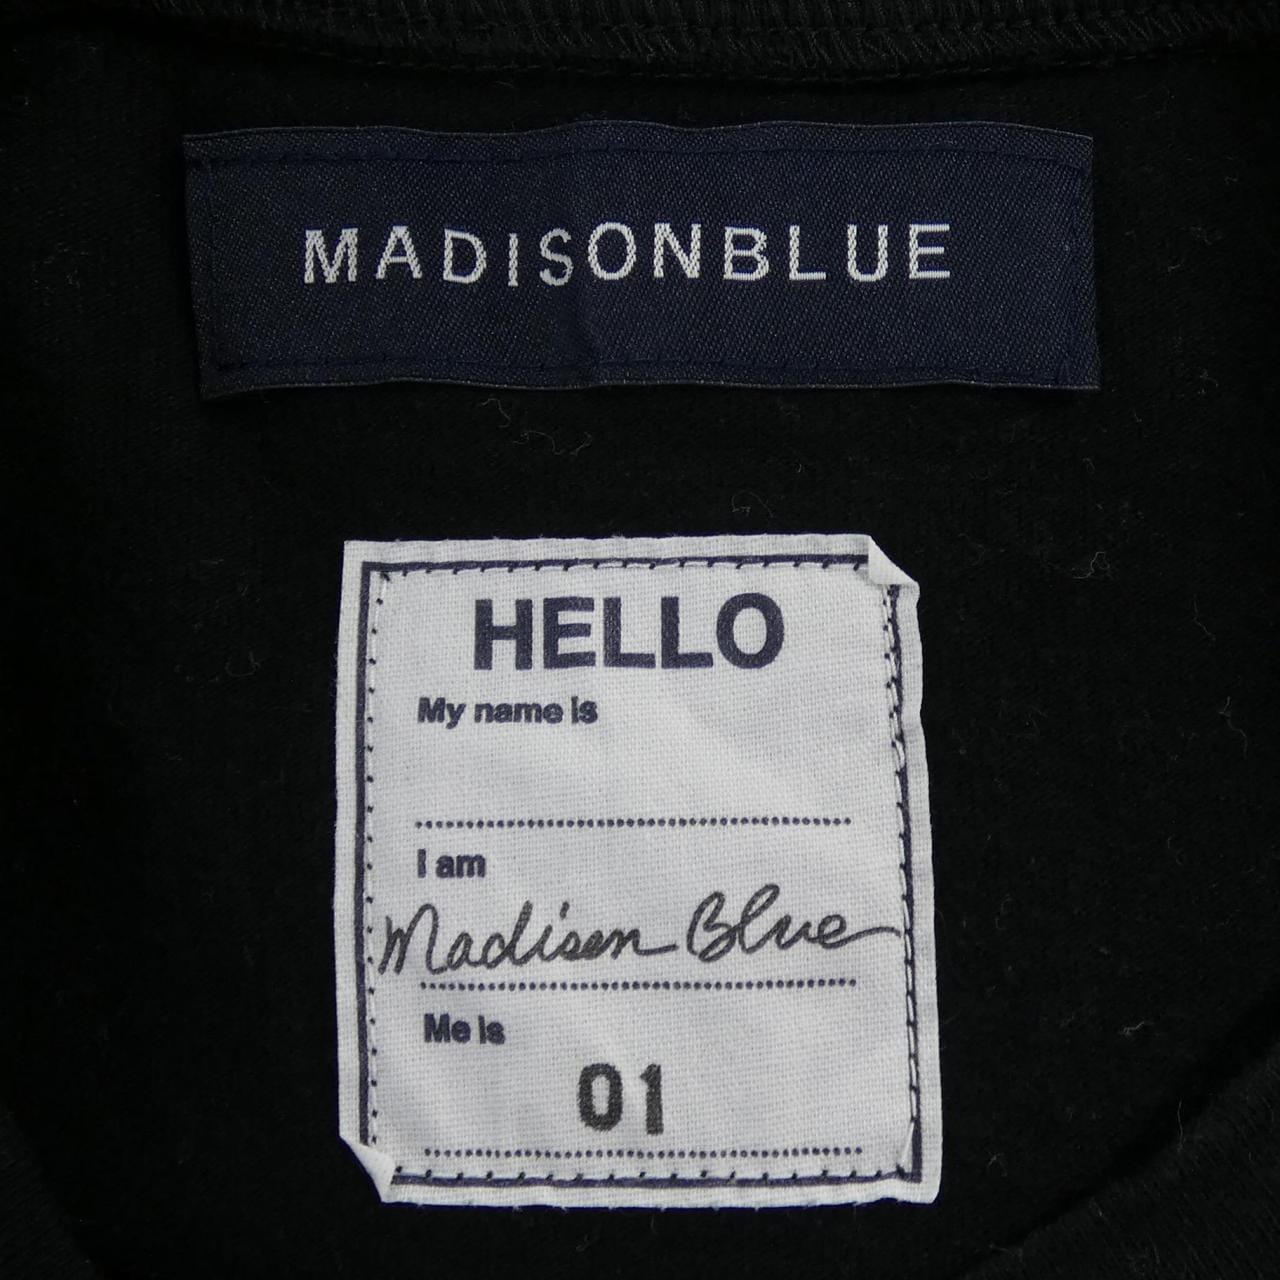 MADISONBLUE
HELLO
My name is
I am
Madison Blue
Me is
01